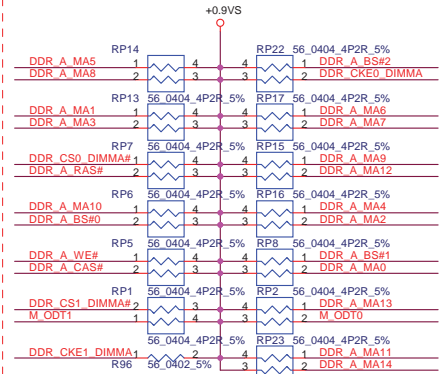 +0.9VS
RP14 RP22 56_0404_4P2R_5%
DDR_A_MA5 1 4 4 1 DDR_A_BS#2
DDR_A_MA8 2 3 3 2 DDR_CKE0_DIMMA
RP13 56_0404_4P2R_5% RP17 56_0404_4P2R_5%
DDR_A_MA1 1 4 4 1 DDR_A_MA6
DDR_A_MA3 2 3 3 2 DDR_A_MA7
RP7 56_0404_4P2R_5% RP15 56_0404_4P2R_5%
DDR_CS0_DIMMA# 1 4 4 1 DDR_A_MA9
DDR_A_RAS# 2 3 3 2 DDR_A_MA12
RP6 56_0404_4P2R_5% RP16 56_0404_4P2R_5%
DDR_A_MA10 1 4 4 1 DDR_A_MA4
DDR_A_BS#0 2 3 3 2 DDR_A_MA2
RP5 56_0404_4P2R_5% RP8 56_0404_4P2R_5%
DDR_A_WE# 1 4 4 1 DDR_A_BS#1
DDR_A_CAS# 2 3 3 2 DDR_A_MA0
RP1 56_0404_4P2R_5% RP2 56_0404_4P2R_5%
DDR_CS1_DIMMA# 2 3 4 1 DDR_A_MA13
M_ODT1 1 4 3 2 M_ODT0
56_0404_4P2R_5% RP23 56_0404_4P2R_5%
DDR_CKE1_DIMMA 1 2 4 1 DDR_A_MA11
R96 56_0402_5% 3 2 DDR_A_MA14